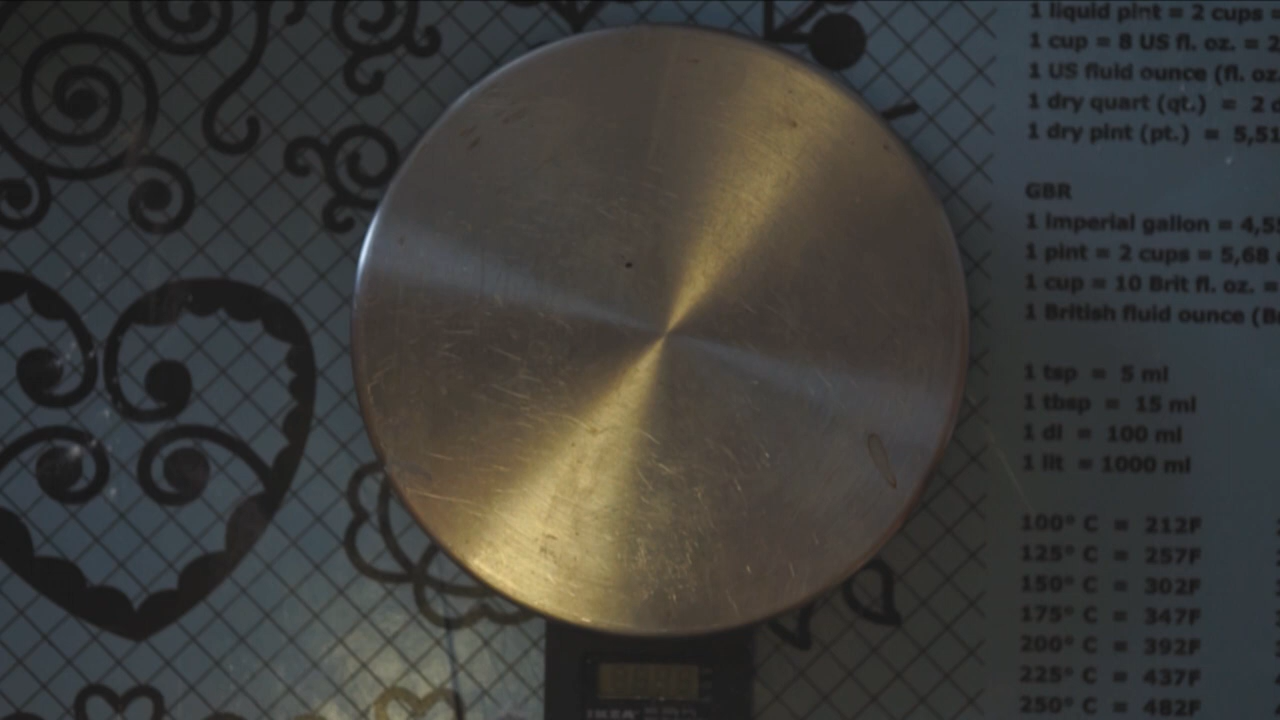 1 liquid pint = 2 cups =
1 cup = 8 US fl. oz. = 2
1 US fluid ounce (fl. oz
1 dry quart (qt.) = 2
1 dry pint (pt.) = 5,51
GBR
1 Imperial gallon = 4,5
1 pint = 2 cups = 5,68
1 cup = 10 Brit fl. oz. =
1 British fluid ounce (B
1 tsp = 5 ml
1 tbsp = 15 ml
1 dl = 100 ml
1 lit = 1000 ml
100° C = 212F
125° C = 257F
150° C = 302F
175° C = 347F
200° C = 392F
225° C = 437F
250° C = 482F